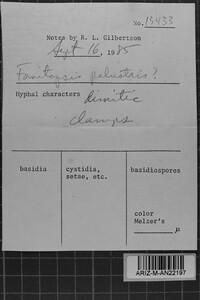 No. 13433
Notes by R. L. Gilbertson
Sept 16, 1985
Fomitopsis palustris?
Hyphal characters dimitic
clamps
basidia
cystidia, setae, etc.
basidiospores
color
Melzer's
μ
ARIZ-M-AN22197